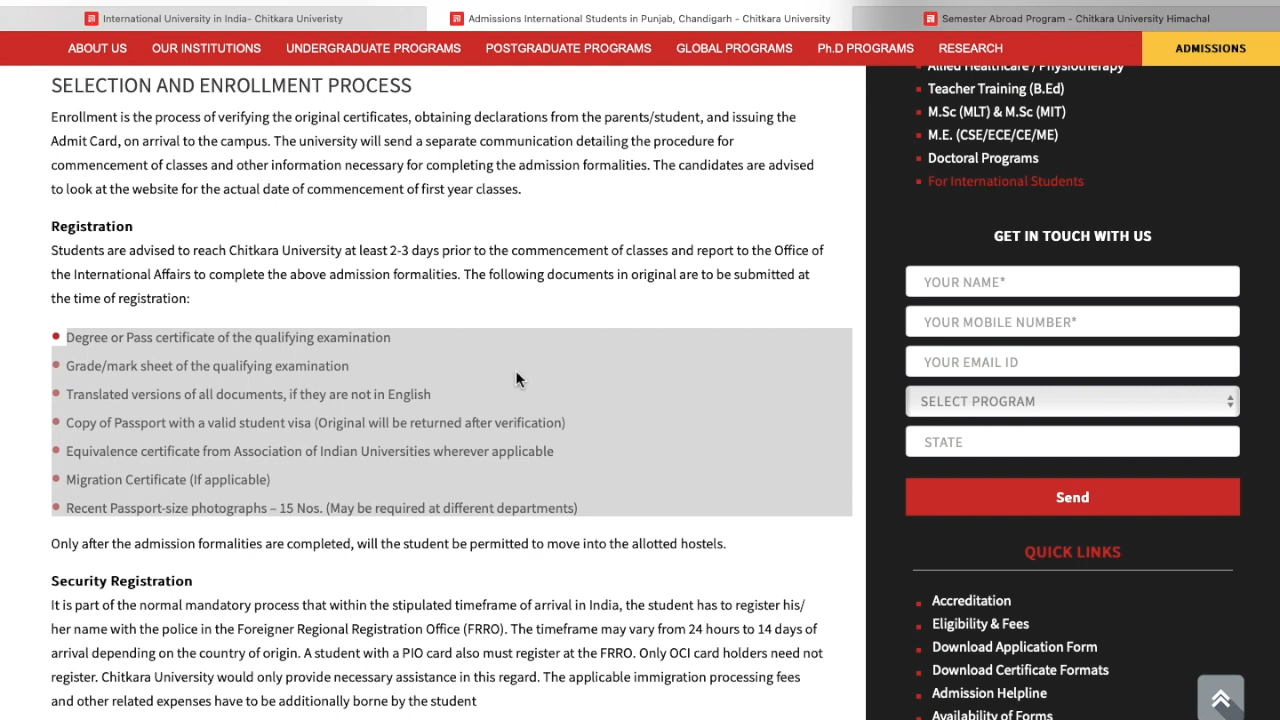 International University in India- Chitkara Univeristy
Admissions International Students in Punjab, Chandigarh - Chitkara University
Semester Abroad Program - Chitkara University Himachal
ABOUT US
OUR INSTITUTIONS
UNDERGRADUATE PROGRAMS
POSTGRADUATE PROGRAMS
GLOBAL PROGRAMS
Ph.D PROGRAMS
RESEARCH
ADMISSIONS
SELECTION AND ENROLLMENT PROCESS
Enrollment is the process of verifying the original certificates, obtaining declarations from the parents/student, and issuing the
Admit Card, on arrival to the campus. The university will send a separate communication detailing the procedure for
commencement of classes and other information necessary for completing the admission formalities. The candidates are advised
to look at the website for the actual date of commencement of first year classes.
Registration
Students are advised to reach Chitkara University at least 2-3 days prior to the commencement of classes and report to the Office of
the International Affairs to complete the above admission formalities. The following documents in original are to be submitted at
the time of registration:
Degree or Pass certificate of the qualifying examination
Grade/mark sheet of the qualifying examination
Translated versions of all documents, if they are not in English
Copy of Passport with a valid student visa (Original will be returned after verification)
Equivalence certificate from Association of Indian Universities wherever applicable
Migration Certificate (If applicable)
Recent Passport-size photographs – 15 Nos. (May be required at different departments)
Only after the admission formalities are completed, will the student be permitted to move into the allotted hostels.
Security Registration
It is part of the normal mandatory process that within the stipulated timeframe of arrival in India, the student has to register his/
her name with the police in the Foreigner Regional Registration Office (FRRO). The timeframe may vary from 24 hours to 14 days of
arrival depending on the country of origin. A student with a PIO card also must register at the FRRO. Only OCI card holders need not
register. Chitkara University would only provide necessary assistance in this regard. The applicable immigration processing fees
and other related expenses have to be additionally borne by the student
Allied Healthcare / Physiotherapy
Teacher Training (B.Ed)
M.Sc (MLT) & M.Sc (MIT)
M.E. (CSE/ECE/CE/ME)
Doctoral Programs
For International Students
GET IN TOUCH WITH US
YOUR NAME*
YOUR MOBILE NUMBER*
YOUR EMAIL ID
SELECT PROGRAM
STATE
Send
QUICK LINKS
Accreditation
Eligibility & Fees
Download Application Form
Download Certificate Formats
Admission Helpline
Availability of Forms